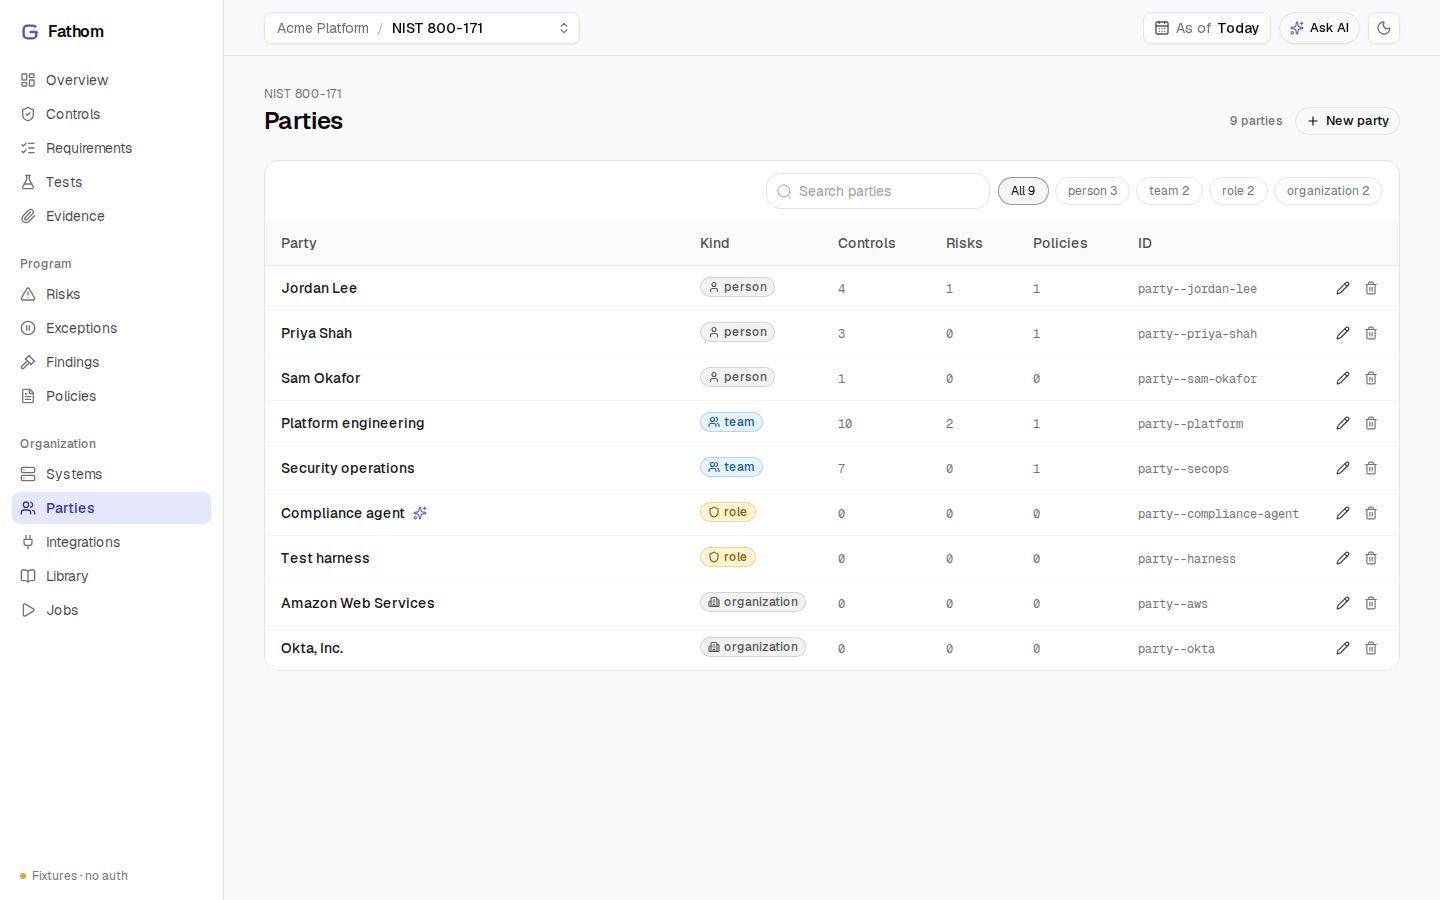 Fathom
Overview
Controls
Requirements
Tests
Evidence
Program
Risks
Exceptions
Findings
Policies
Organization
Systems
Parties
Integrations
Library
Jobs
Fixtures · no auth
Acme Platform / NIST 800-171
As of Today
Ask AI
NIST 800-171
Parties
9 parties
New party
Search parties
All 9
person 3
team 2
role 2
organization 2
Party Kind Controls Risks Policies ID
Jordan Lee person 4 1 1 party--jordan-lee
Priya Shah person 3 0 1 party--priya-shah
Sam Okafor person 1 0 0 party--sam-okafor
Platform engineering team 10 2 1 party--platform
Security operations team 7 0 1 party--secops
Compliance agent role 0 0 0 party--compliance-agent
Test harness role 0 0 0 party--harness
Amazon Web Services organization 0 0 0 party--aws
Okta, Inc. organization 0 0 0 party--okta